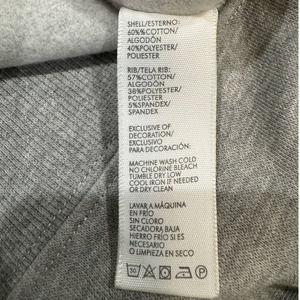 SHELL/ESTERNO:
60%COTTON/
ALGODÓN
40%POLYESTER/
POLIESTER
RIB/TELA RIB:
57%COTTON/
ALGODÓN
38%POLYESTER/
POLIESTER
5%SPANDEX/
SPANDEX
EXCLUSIVE OF
DECORATION/
EXCLUSIVO
PARA DECORACIÓN
MACHINE WASH COLD
NO CHLORINE BLEACH
TUMBLE DRY LOW
COOL IRON IF NEEDED
OR DRY CLEAN
LAVAR A MÁQUINA
EN FRÍO
SIN CLORO
SECADORA BAJA
HIERRO FRÍO SI ES
NECESARIO
O LIMPIEZA EN SECO
30 P